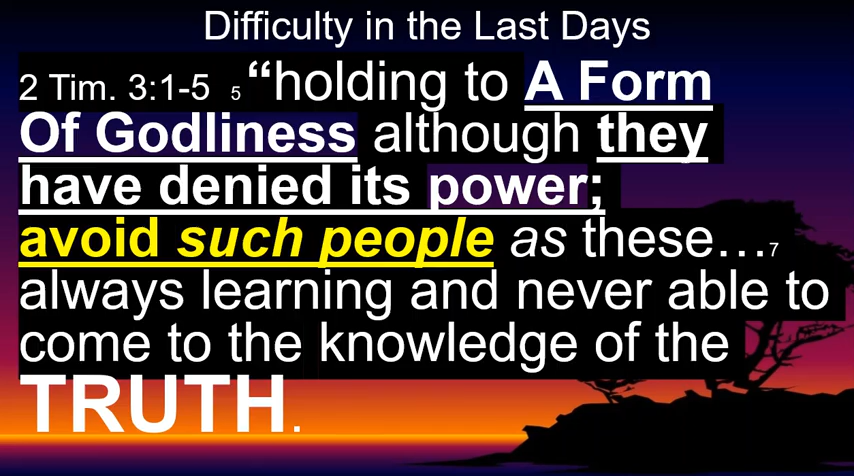 Difficulty in the Last Days
2 Tim. 3:1-5 5 “holding to A Form
Of Godliness although they
have denied its power;
avoid such people as these…7
always learning and never able to
come to the knowledge of the
TRUTH.